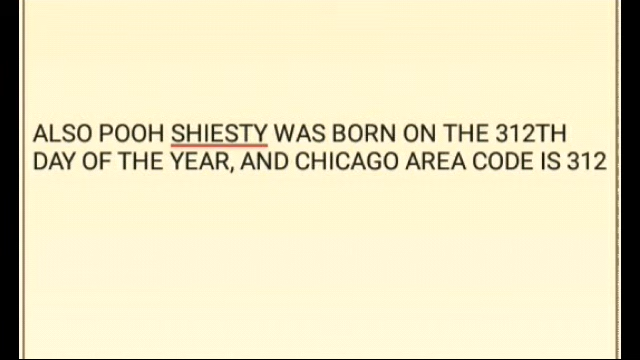 ALSO POOH SHIESTY WAS BORN ON THE 312TH
DAY OF THE YEAR, AND CHICAGO AREA CODE IS 312